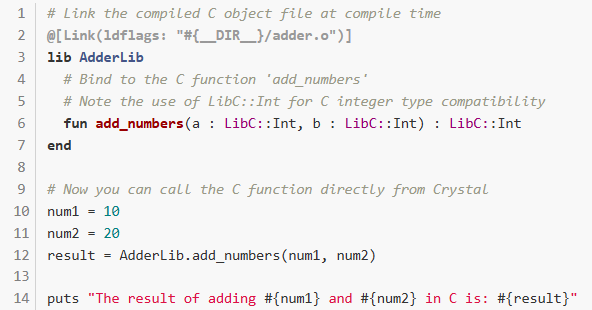 1 # Link the compiled C object file at compile time
2 @[Link(ldflags: "#{__DIR__}/adder.o")]
3 lib AdderLib
4   # Bind to the C function 'add_numbers'
5   # Note the use of LibC::Int for C integer type compatibility
6   fun add_numbers(a : LibC::Int, b : LibC::Int) : LibC::Int
7 end
8
9 # Now you can call the C function directly from Crystal
10 num1 = 10
11 num2 = 20
12 result = AdderLib.add_numbers(num1, num2)
13
14 puts "The result of adding #{num1} and #{num2} in C is: #{result}"